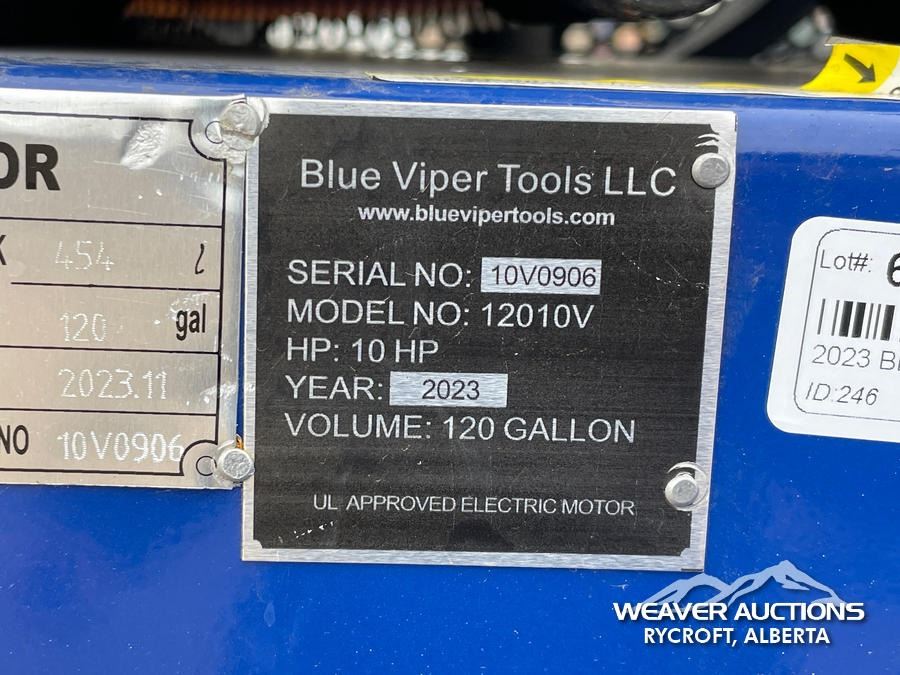 OR
454 l
120 gal
2023.11
NO 10V0906
Blue Viper Tools LLC
www.bluevipertools.com
SERIAL NO: 10V0906
MODEL NO: 12010V
HP: 10 HP
YEAR: 2023
VOLUME: 120 GALLON
UL APPROVED ELECTRIC MOTOR
Lot#: 6
2023 Bl
ID:246
WEAVER AUCTIONS
RYCROFT, ALBERTA